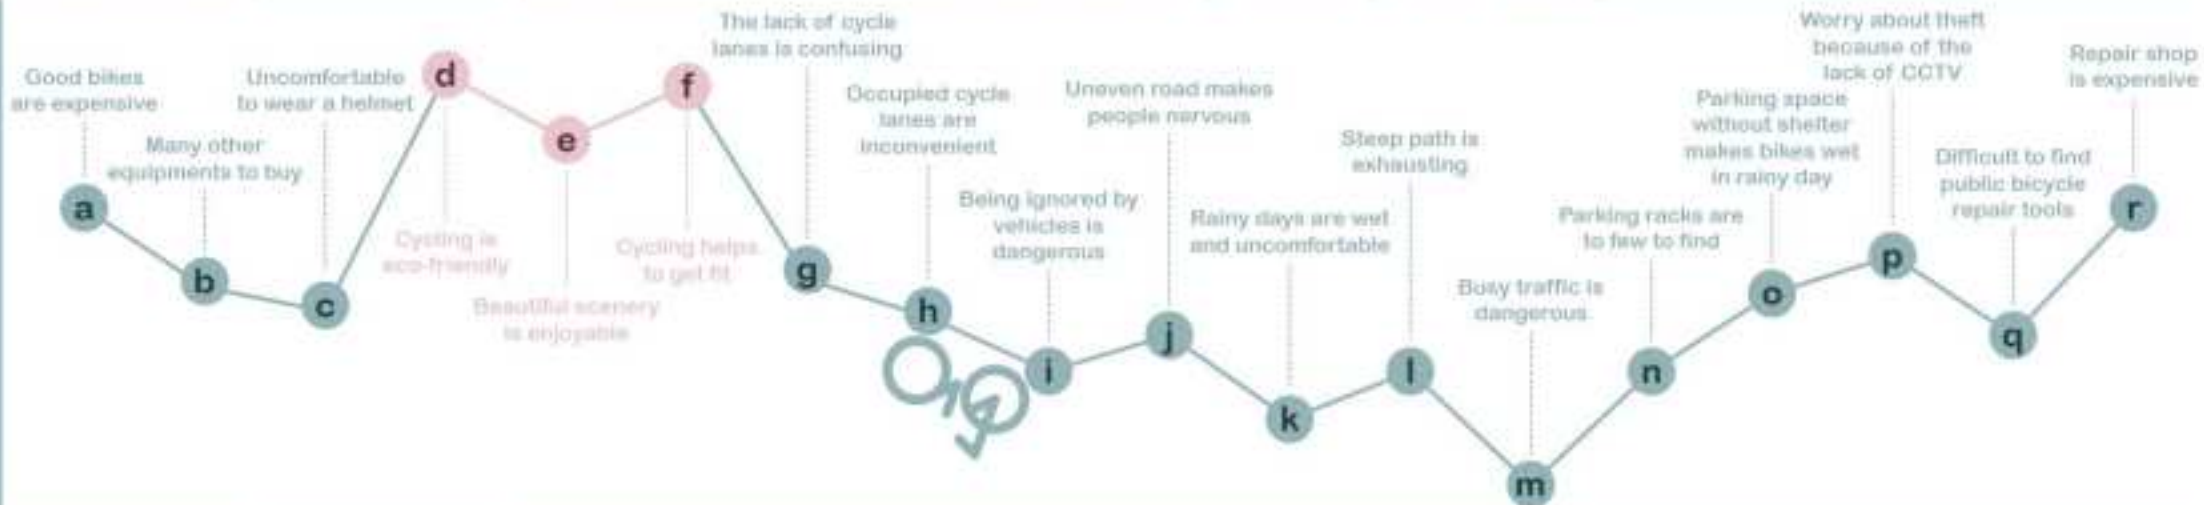 Good bikes
are expensive
a
Many other
equipments to buy
b
Uncomfortable
to wear a helmet
c
d
Cycling is
eco-friendly
e
Beautiful scenery
is enjoyable
f
Cycling helps
to get fit
The lack of cycle
lanes is confusing
g
Occupied cycle
lanes are
inconvenient
h
Being ignored by
vehicles is
dangerous
i
Uneven road makes
people nervous
j
Rainy days are wet
and uncomfortable
k
Steep path is
exhausting
l
Busy traffic is
dangerous
m
Parking racks are
to few to find
n
Parking space
without shelter
makes bikes wet
in rainy day
o
Worry about theft
because of the
lack of CCTV
p
Difficult to find
public bicycle
repair tools
q
Repair shop
is expensive
r